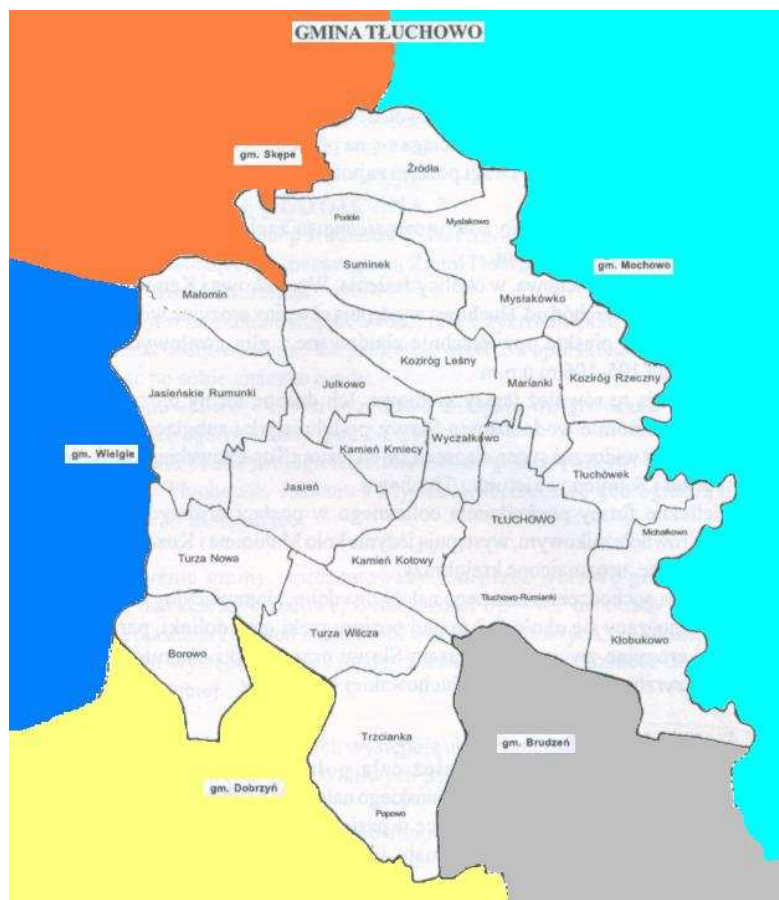 GMINA TŁUCHOWO
gm. Skępe
Źródła
Podole
Mysłakowo
Suminek
gm. Mochowo
Małomin
Mysłakówko
Koziróg Leśny
Koziróg Rzeczny
Marianki
Julkowo
Jasieńskie Rumunki
Wyczałkowo
Kamień Kmiecy
gm. Wielgie
Tłuchówek
Jasień
TŁUCHOWO
Michałkowo
Turza Nowa
Kamień Kotowy
Tłuchowo-Rumianki
Turza Wilcza
Kłobukowo
Borowo
Trzcianka
gm. Brudzeń
gm. Dobrzyń
Popowo